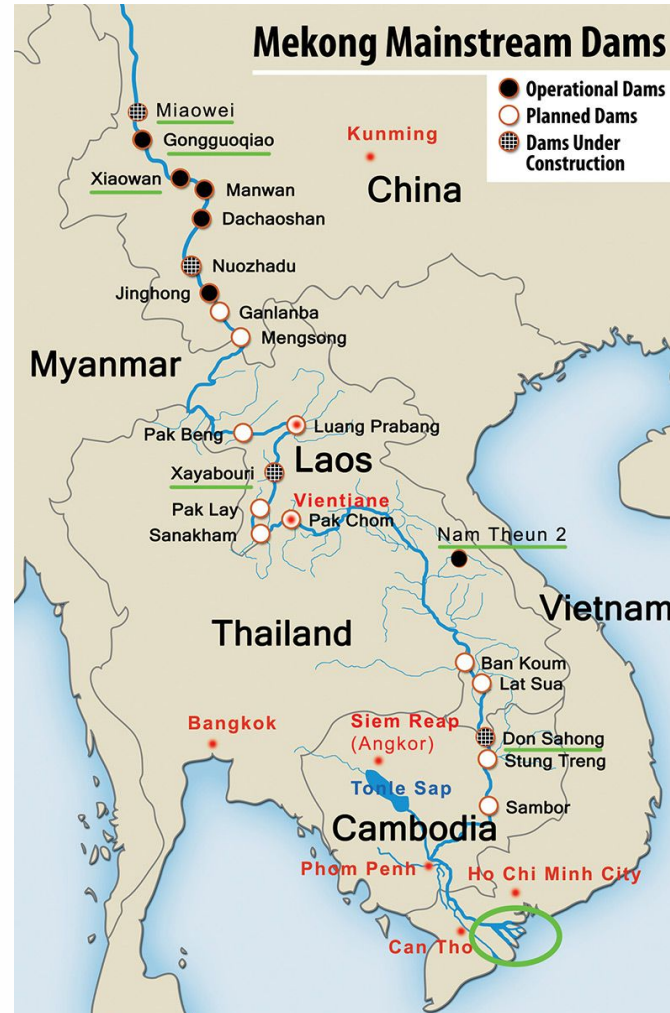 Mekong Mainstream Dams
Operational Dams
Planned Dams
Dams Under
Construction
Miaowei
Gongguoqiao
Kunming
Xiaowan
Manwan
China
Dachaoshan
Nuozhadu
Jinghong
Ganlanba
Mengsong
Myanmar
Pak Beng
Luang Prabang
Laos
Xayabouri
Vientiane
Pak Lay
Pak Chom
Sanakham
Nam Theun 2
Vietnam
Thailand
Ban Koum
Lat Sua
Bangkok
Siem Reap
(Angkor)
Don Sahong
Stung Treng
Tonle Sap
Sambor
Cambodia
Phom Penh
Ho Chi Minh City
Can Tho